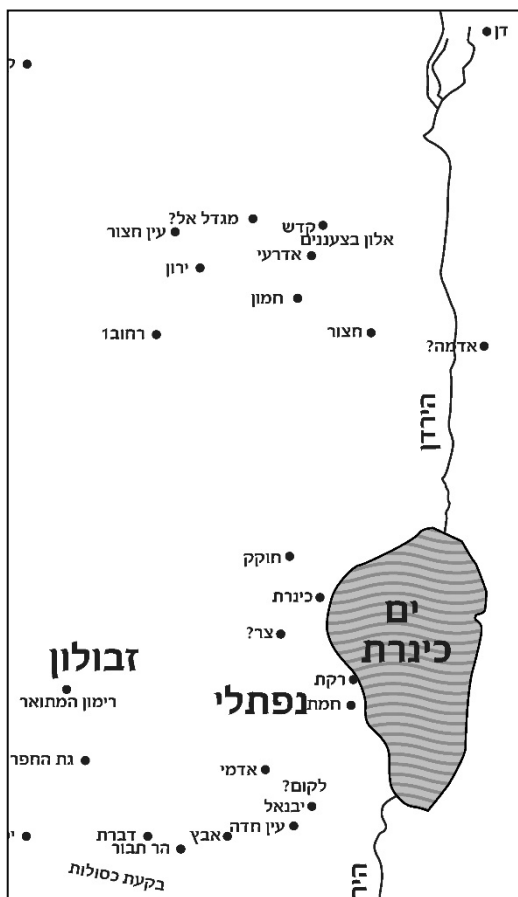 דן
מגדל אל?
קדש
עין חצור
אלון בצעננים
אדרעי
ירון
חמון
רחוב1
חצור
אדמה?
הירדן
חוקק
כינרת
ים
כינרת
צר?
זבולון
רקת
רימון המתואר
נפתלי
חמת
גת החפר
אדמי
לקום?
יבנאל
עין חדה
אבץ
דברת
הר תבור
בקעת כסולות